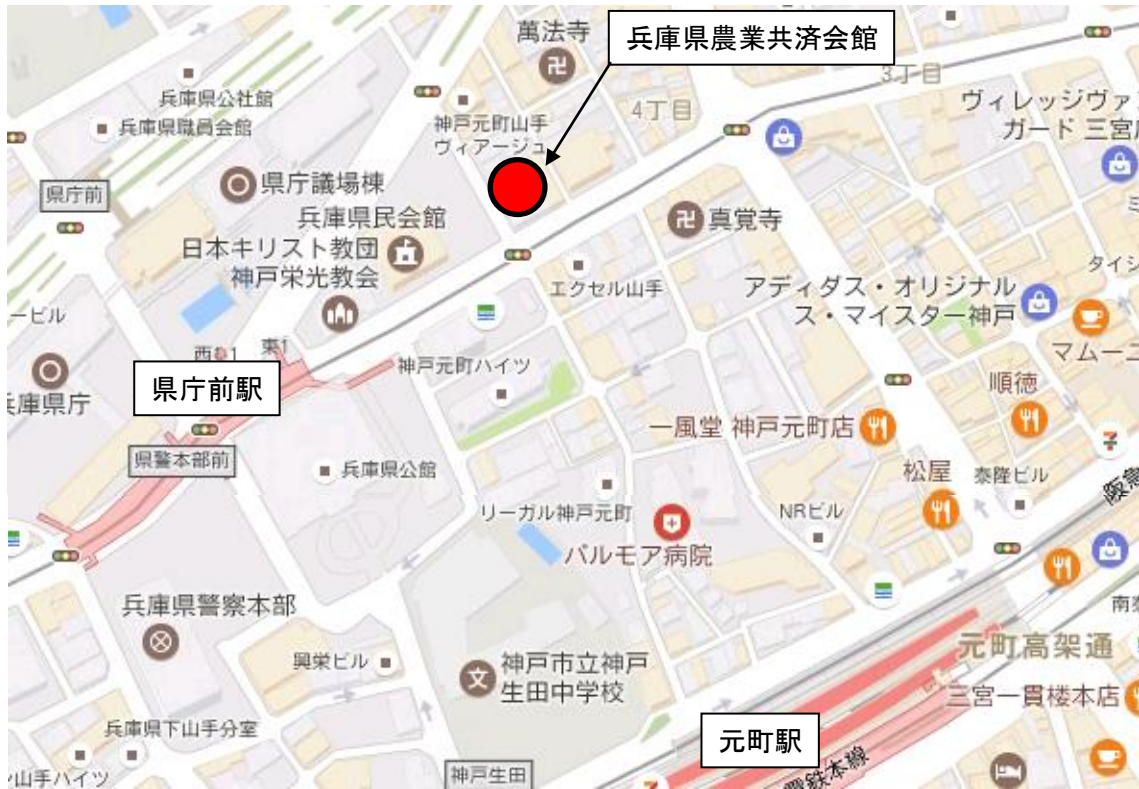 萬法寺
兵庫県農業共済会館
3丁目
兵庫県公社館
兵庫県職員会館
神戸元町山手
ヴィアージュ
4丁目
ヴィレッジヴァ
ガード 三宮
県庁前
県庁議場棟
兵庫県民会館
真覚寺
日本キリスト教団
神戸栄光教会
エクセル山手
アディダス・オリジナル
ス・マイスター神戸
タイシ
ービル
東1
県庁前駅
神戸元町ハイツ
マムーニ
順徳
兵庫県庁
一風堂 神戸元町店
県警本部前
兵庫県公館
松屋
泰隆ビル
阪急
リーガル神戸元町
NRビル
パルモア病院
兵庫県警察本部
南泰
元町高架通
興栄ビル
神戸市立神戸
生田中学校
三宮一貫楼本店
兵庫県下山手分室
元町駅
山手ハイツ
神戸生田
鉄本線